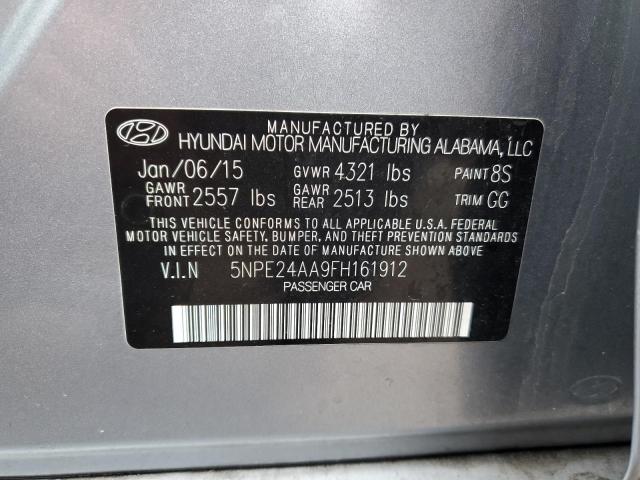 MANUFACTURED BY
HYUNDAI MOTOR MANUFACTURING ALABAMA, LLC
Jan/06/15 GVWR 4321 lbs PAINT 8S
GAWR FRONT 2557 lbs GAWR REAR 2513 lbs TRIM GG
THIS VEHICLE CONFORMS TO ALL APPLICABLE U.S.A. FEDERAL
MOTOR VEHICLE SAFETY, BUMPER, AND THEFT PREVENTION STANDARDS
IN EFFECT ON THE DATE OF MANUFACTURE SHOWN ABOVE
V.I.N 5NPE24AA9FH161912
PASSENGER CAR